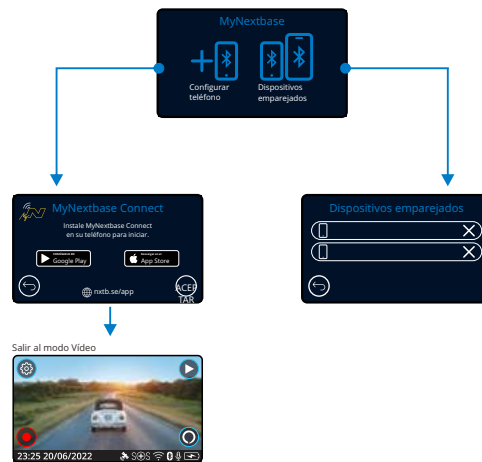 MyNextbase
Configurar
teléfono
Dispositivos
emparejados
MyNextbase Connect
Instale MyNextbase Connect
en su teléfono para iniciar.
Google Play
App Store
nxtb.se/app
ACEP
TAR
Dispositivos emparejados
Salir al modo Vídeo
23:25 20/06/2022
SOS